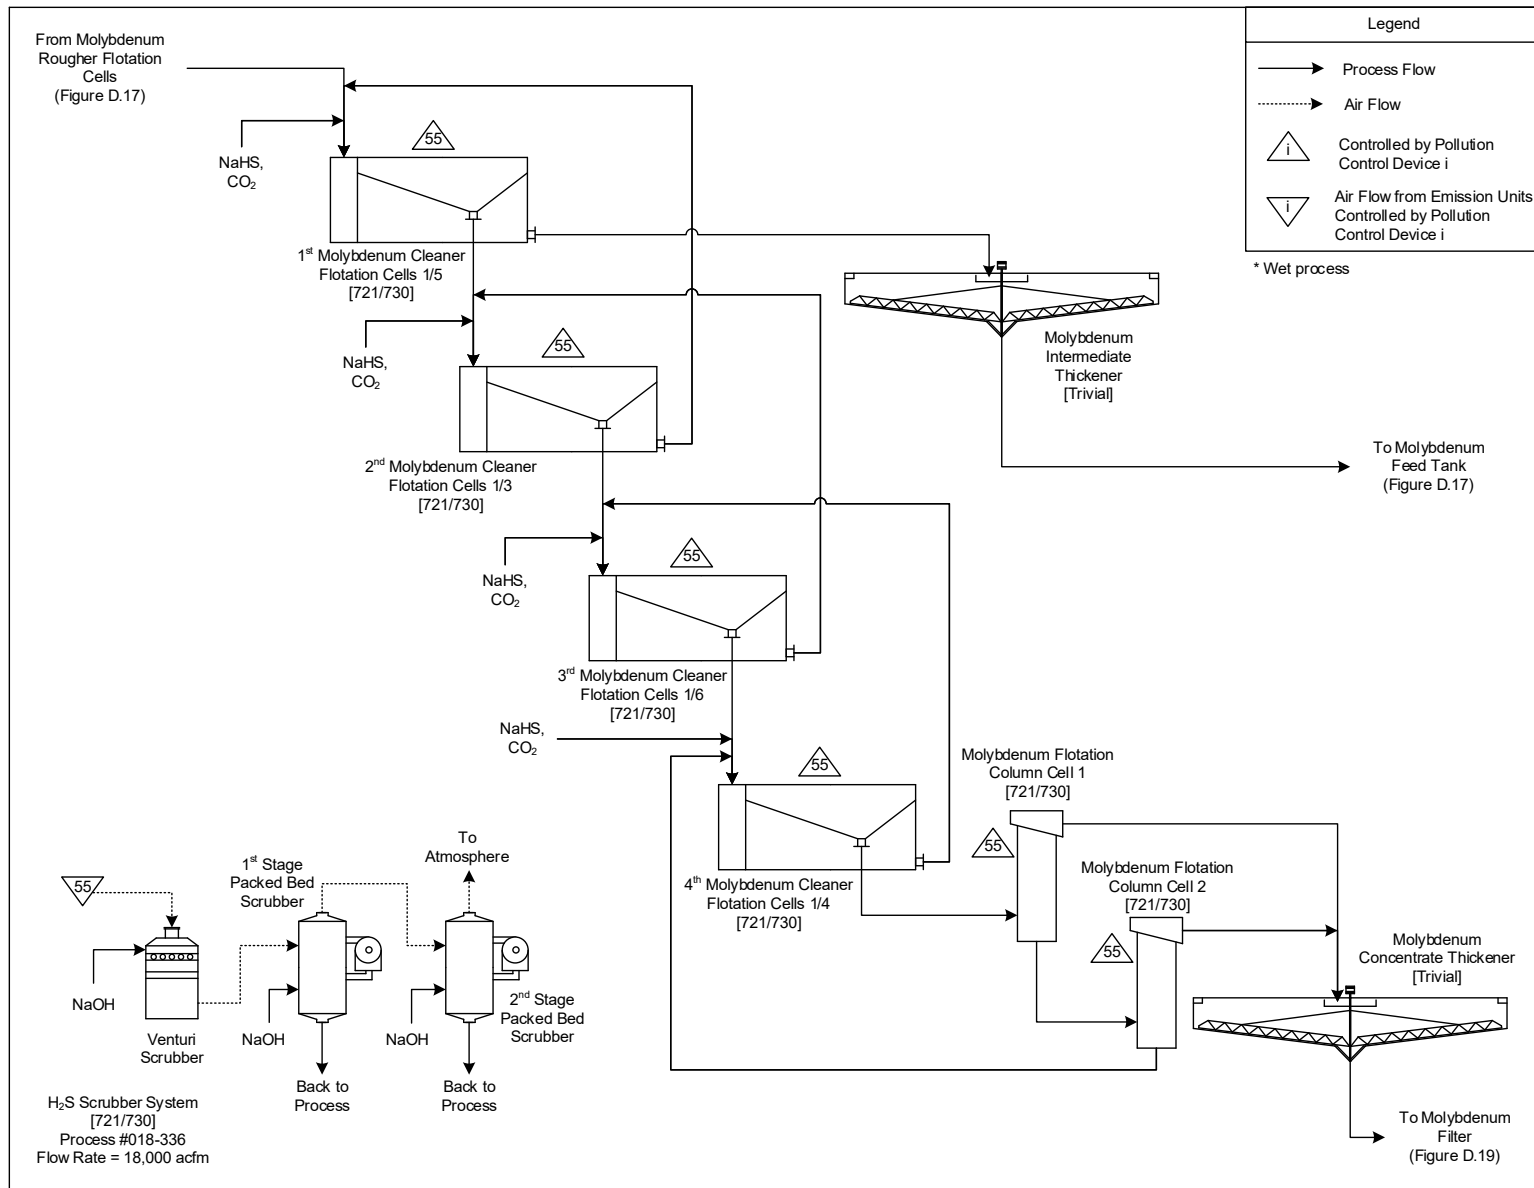 From Molybdenum
Rougher Flotation
Cells
(Figure D.17)
NaHS,
CO₂
55
1st Molybdenum Cleaner
Flotation Cells 1/5
[721/730]
NaHS,
CO₂
55
2nd Molybdenum Cleaner
Flotation Cells 1/3
[721/730]
NaHS,
CO₂
55
3rd Molybdenum Cleaner
Flotation Cells 1/6
[721/730]
NaHS,
CO₂
55
4th Molybdenum Cleaner
Flotation Cells 1/4
[721/730]
Molybdenum
Intermediate
Thickener
[Trivial]
To Molybdenum
Feed Tank
(Figure D.17)
Molybdenum Flotation
Column Cell 1
[721/730]
55
Molybdenum Flotation
Column Cell 2
[721/730]
55
Molybdenum
Concentrate Thickener
[Trivial]
To Molybdenum
Filter
(Figure D.19)
Legend
Process Flow
Air Flow
i
Controlled by Pollution
Control Device i
i
Air Flow from Emission Units
Controlled by Pollution
Control Device i
* Wet process
55
NaOH
Venturi
Scrubber
1st Stage
Packed Bed
Scrubber
NaOH
Back to
Process
To
Atmosphere
NaOH
2nd Stage
Packed Bed
Scrubber
Back to
Process
H₂S Scrubber System
[721/730]
Process #018-336
Flow Rate = 18,000 acfm